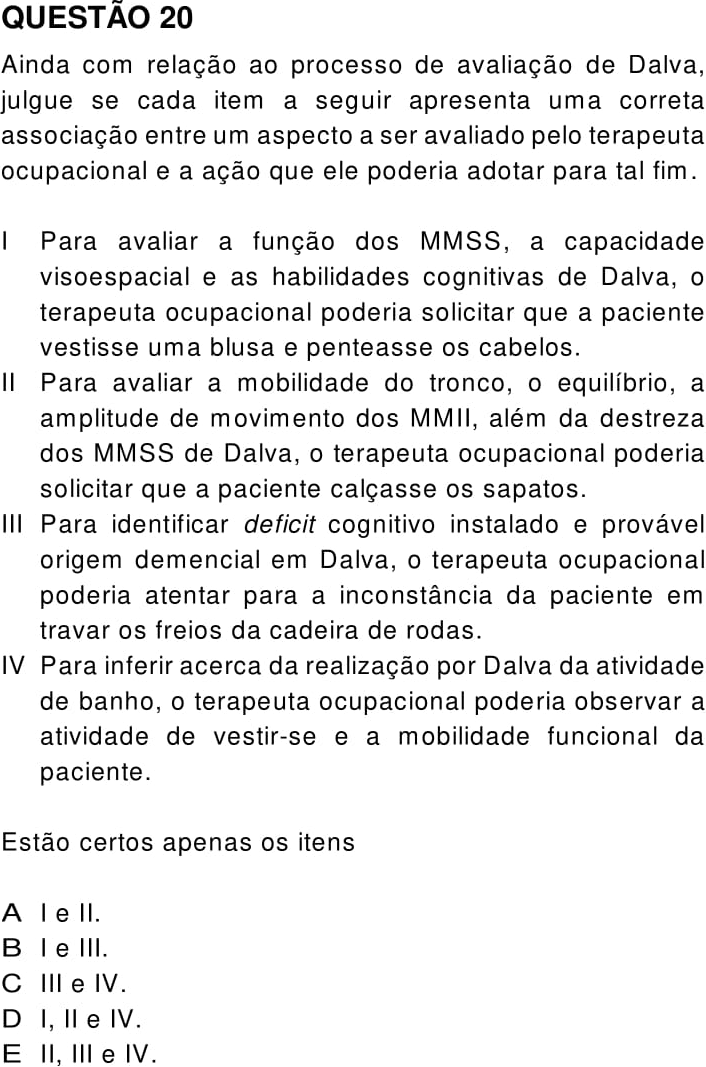 QUESTÃO 20
Ainda com relação ao processo de avaliação de Dalva,
julgue se cada item a seguir apresenta uma correta
associação entre um aspecto a ser avaliado pelo terapeuta
ocupacional e a ação que ele poderia adotar para tal fim.
I Para avaliar a função dos MMSS, a capacidade
visoespacial e as habilidades cognitivas de Dalva, o
terapeuta ocupacional poderia solicitar que a paciente
vestisse uma blusa e penteasse os cabelos.
II Para avaliar a mobilidade do tronco, o equilíbrio, a
amplitude de movimento dos MMII, além da destreza
dos MMSS de Dalva, o terapeuta ocupacional poderia
solicitar que a paciente calçasse os sapatos.
III Para identificar deficit cognitivo instalado e provável
origem demencial em Dalva, o terapeuta ocupacional
poderia atentar para a inconstância da paciente em
travar os freios da cadeira de rodas.
IV Para inferir acerca da realização por Dalva da atividade
de banho, o terapeuta ocupacional poderia observar a
atividade de vestir-se e a mobilidade funcional da
paciente.
Estão certos apenas os itens
A I e II.
B I e III.
C III e IV.
D I, II e IV.
E II, III e IV.